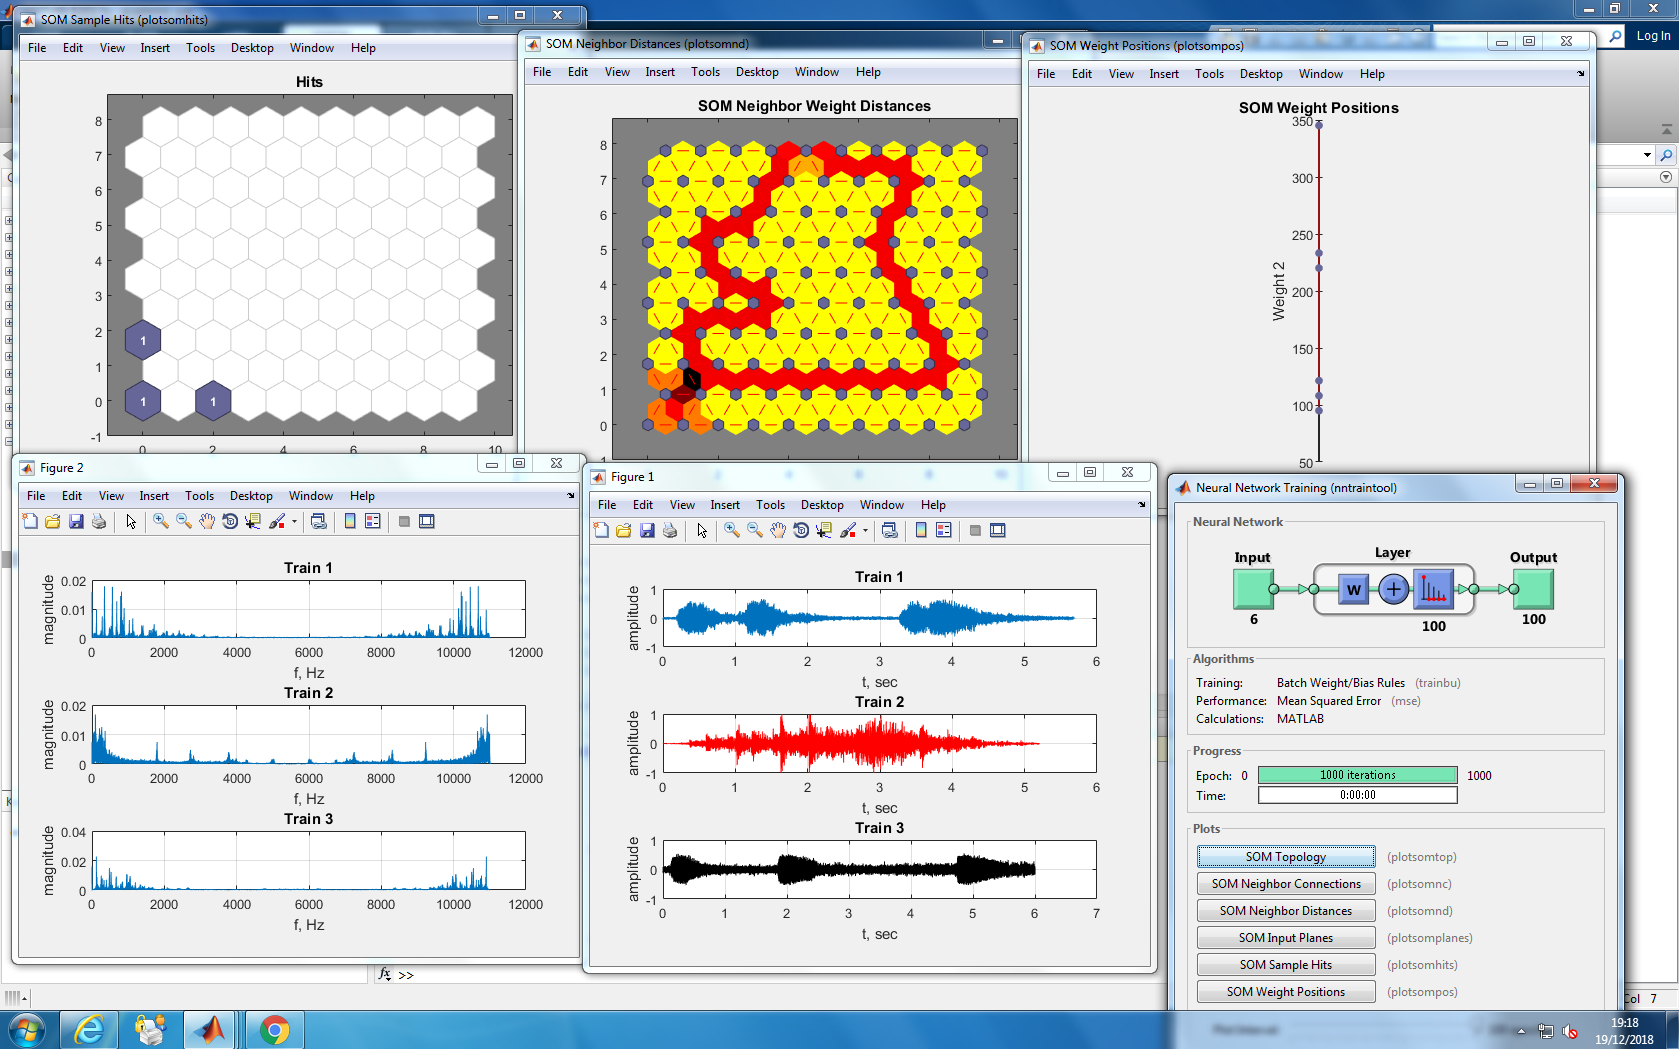 SOM Sample Hits (plotsomhits)
File Edit View Insert Tools Desktop Window Help
Hits
8
7
6
5
4
3
2
1
0
-1
0 2 4 6 8 10
1
1 1
SOM Neighbor Distances (plotsomnd)
File Edit View Insert Tools Desktop Window Help
SOM Neighbor Weight Distances
8
7
6
5
4
3
2
1
0
SOM Weight Positions (plotsompos)
File Edit View Insert Tools Desktop Window Help
SOM Weight Positions
350
300
250
200
150
100
50
Weight 2
Log In
Figure 2
File Edit View Insert Tools Desktop Window Help
Train 1
magnitude
0.02
0.01
0
0 2000 4000 6000 8000 10000 12000
f, Hz
Train 2
magnitude
0.02
0.01
0
0 2000 4000 6000 8000 10000 12000
f, Hz
Train 3
magnitude
0.04
0.02
0
0 2000 4000 6000 8000 10000 12000
f, Hz
Figure 1
File Edit View Insert Tools Desktop Window Help
Train 1
amplitude
1
0
-1
0 1 2 3 4 5 6
t, sec
Train 2
amplitude
1
0
-1
0 1 2 3 4 5 6
t, sec
Train 3
amplitude
1
0
-1
0 1 2 3 4 5 6 7
t, sec
Neural Network Training (nntraintool)
Neural Network
Input Layer Output
W +
6 100 100
Algorithms
Training: Batch Weight/Bias Rules (trainbu)
Performance: Mean Squared Error (mse)
Calculations: MATLAB
Progress
Epoch: 0 1000 iterations 1000
Time: 0:00:00
Plots
SOM Topology (plotsomtop)
SOM Neighbor Connections (plotsomnc)
SOM Neighbor Distances (plotsomnd)
SOM Input Planes (plotsomplanes)
SOM Sample Hits (plotsomhits)
SOM Weight Positions (plotsompos)
fx >>
Col 7
19:18
19/12/2018